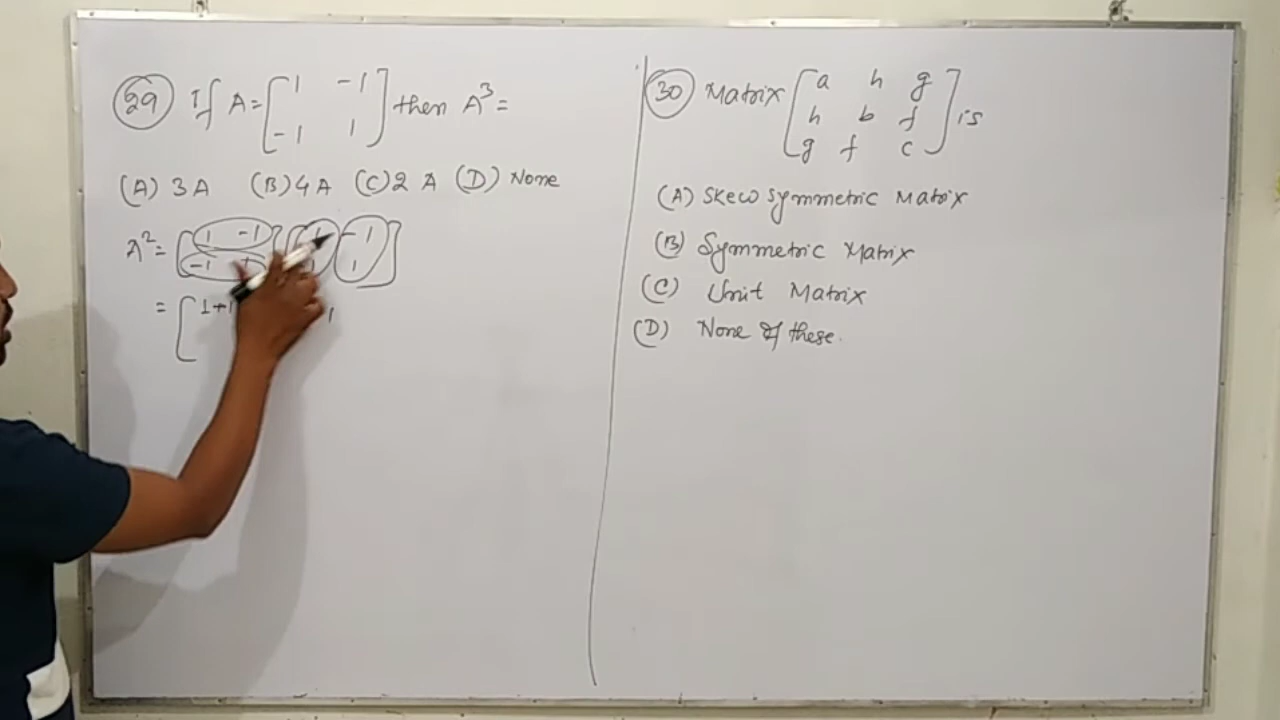 29 If A = [ 1 -1
-1 1 ] then A³ =
(A) 3A (B) 4A (C) 2 A (D) None
A² = [ 1 -1 ] [ 1 -1 ]
-1 1 1
= [ 1+1 1
30 Matrix [ a h g
h b f ] is
g f c
(A) Skew Symmetric Matrix
(B) Symmetric Matrix
(C) Unit Matrix
(D) None of these.